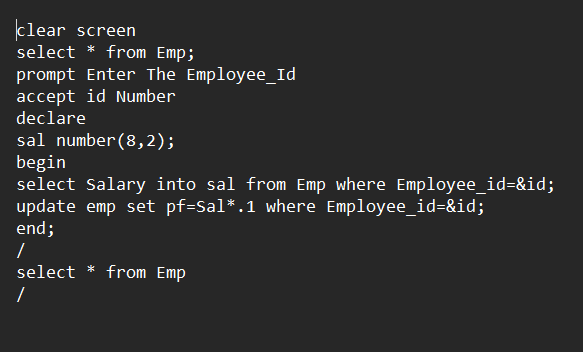 clear screen
select * from Emp;
prompt Enter The Employee_Id
accept id Number
declare
sal number(8,2);
begin
select Salary into sal from Emp where Employee_id=&id;
update emp set pf=Sal*.1 where Employee_id=&id;
end;
/
select * from Emp
/